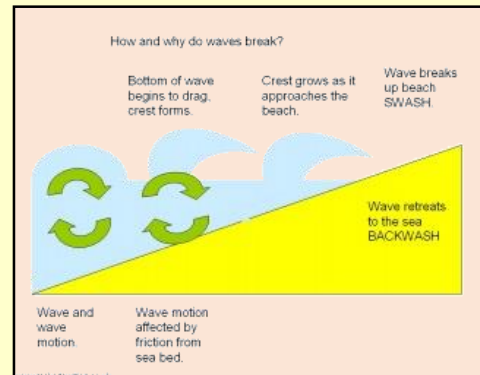 How and why do waves break?
Bottom of wave
begins to drag,
crest forms.
Crest grows as it
approaches the
beach.
Wave breaks
up beach
SWASH.
Wave retreats
to the sea
BACKWASH
Wave and
wave
motion.
Wave motion
affected by
friction from
sea bed.